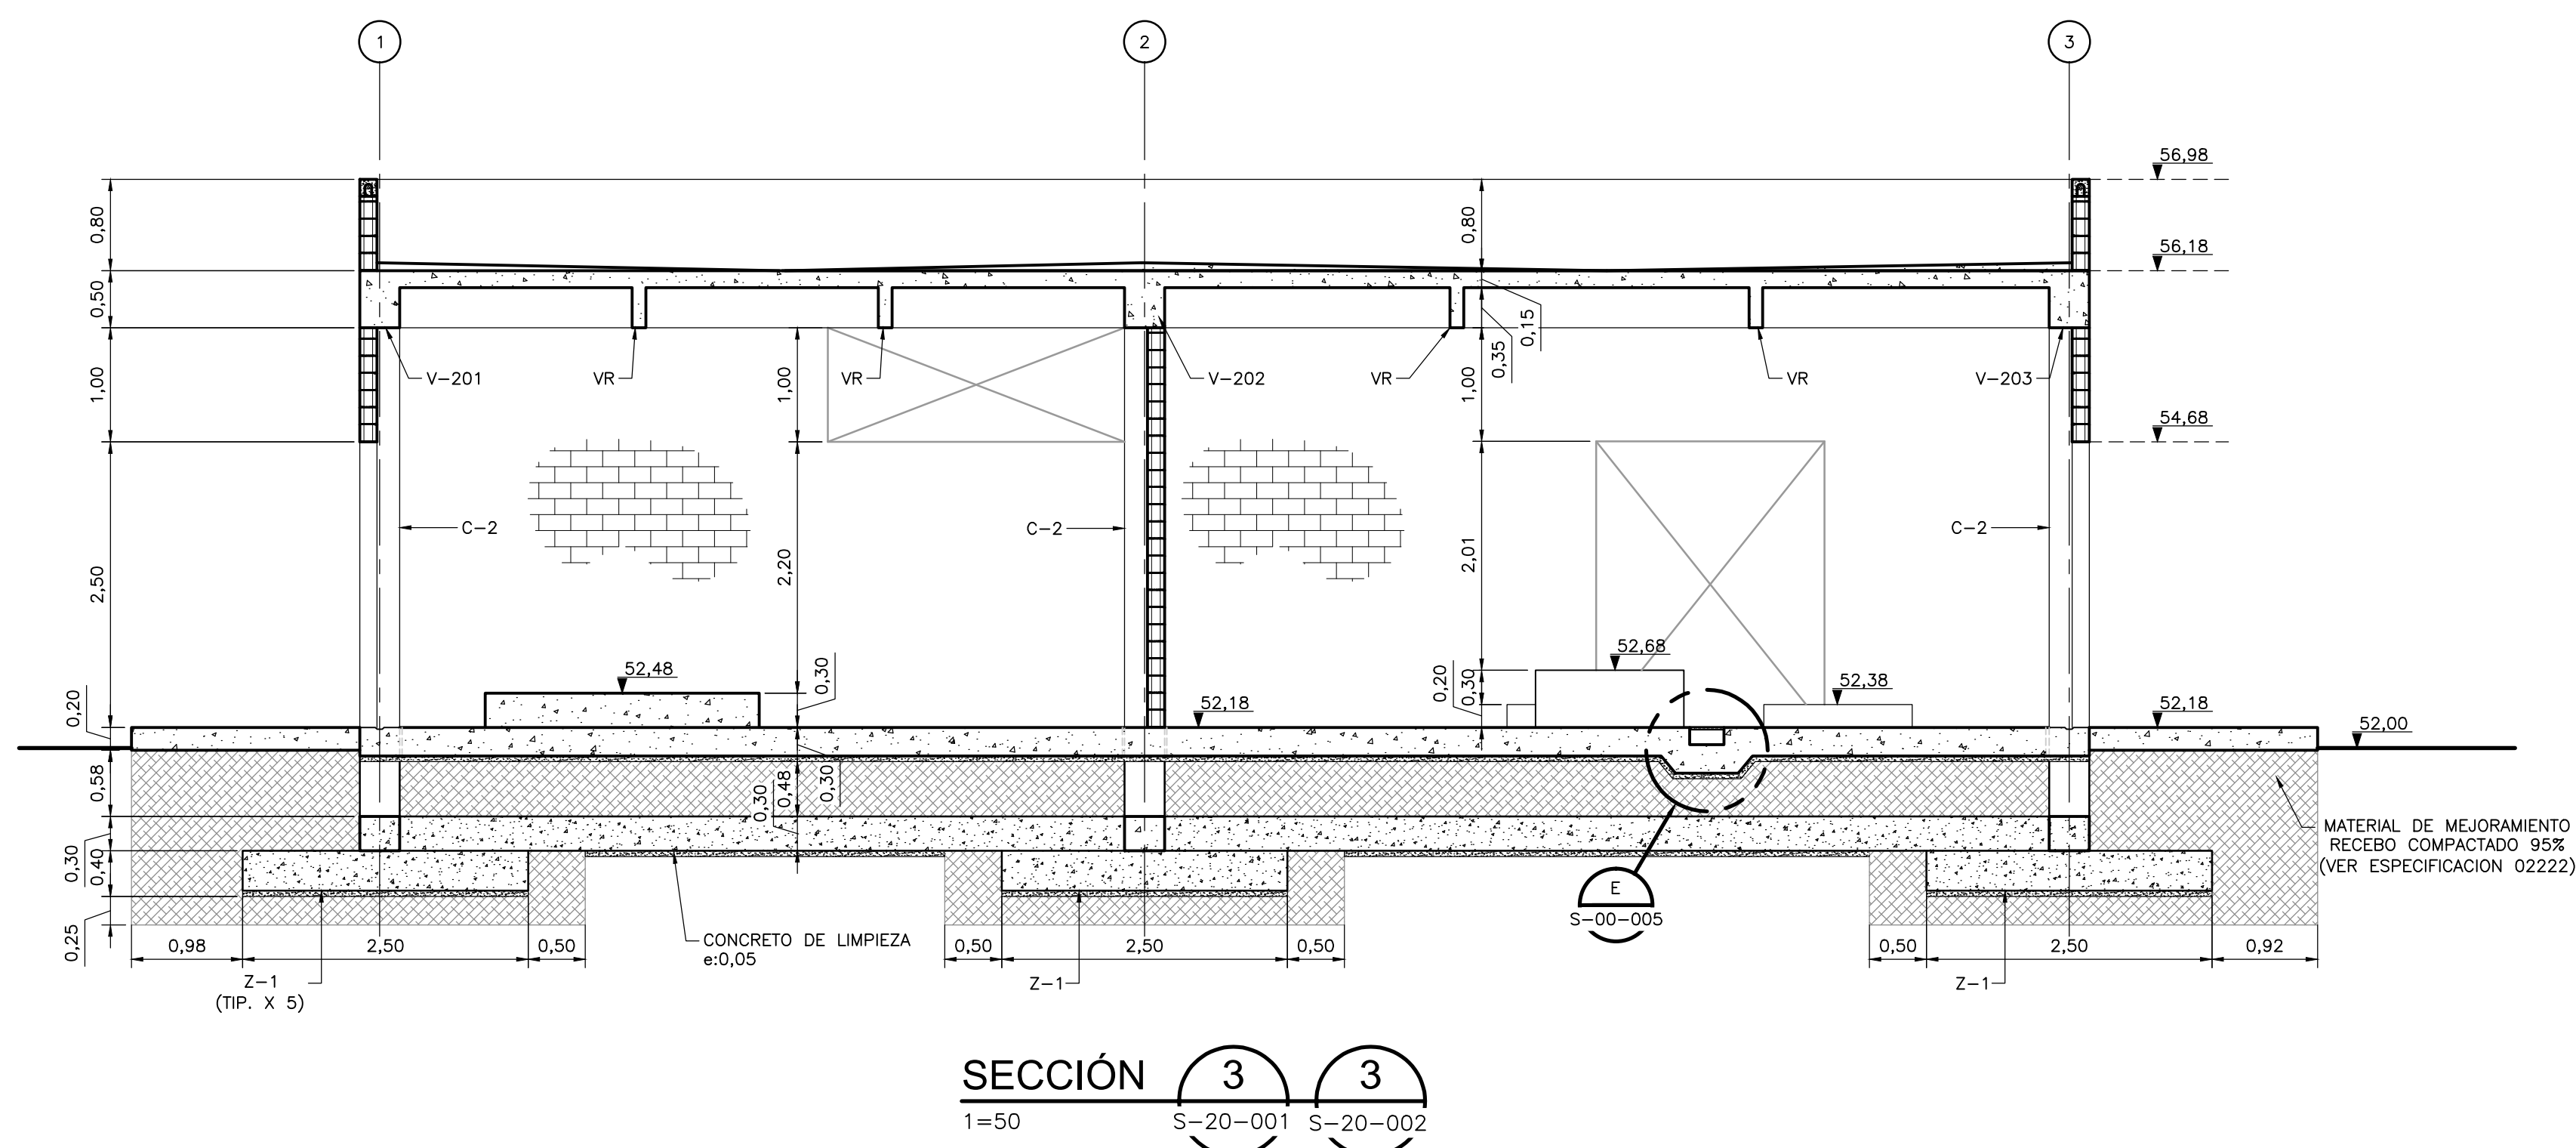 1
2
3
56,98
0,80
0,80
56,18
0,50
0,15
0,35
1,00
1,00
1,00
V-201
VR
VR
V-202
VR
VR
V-203
54,68
C-2
C-2
C-2
2,50
2,20
2,01
0,20
52,48
0,30
52,18
0,20
0,30
52,68
52,38
52,18
52,00
0,58
0,30
0,48
0,30
0,30
0,40
0,25
MATERIAL DE MEJORAMIENTO
RECEBO COMPACTADO 95%
(VER ESPECIFICACION 02222)
E
S-00-005
0,98
2,50
0,50
CONCRETO DE LIMPIEZA
e:0,05
0,50
2,50
0,50
0,50
2,50
0,92
Z-1
(TIP. X 5)
Z-1
Z-1
SECCIÓN
3
3
1=50
S-20-001
S-20-002